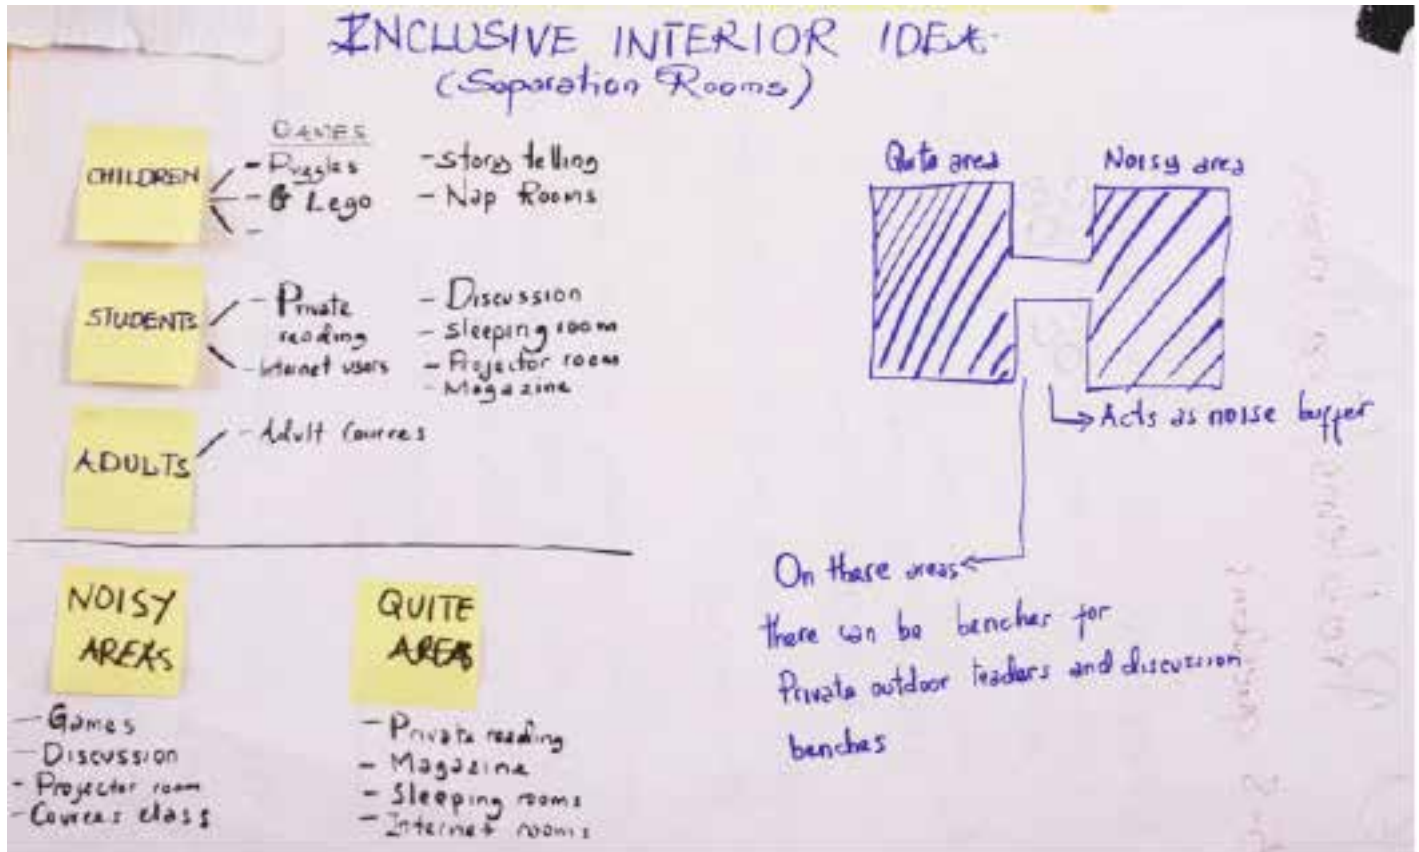 INCLUSIVE INTERIOR IDEA
(Soparation Rooms)
CHILDREN
GAMES
- Puzzles
- Lego
-
- Story telling
- Nap Rooms
STUDENTS
- Private
reading
- Internet users
- Discussion
- Sleeping room
- Projector room
- Magazine
ADULTS
- Adult Cources
NOISY
AREAS
- Games
- Discussion
- Projector room
- Cources class
QUITE
AREAS
- Private reading
- Magazine
- Sleeping rooms
- Internet rooms
Quite area
Noisy area
Acts as noise buffer
On these areas
there can be benches for
Private outdoor readers and discussion
benches